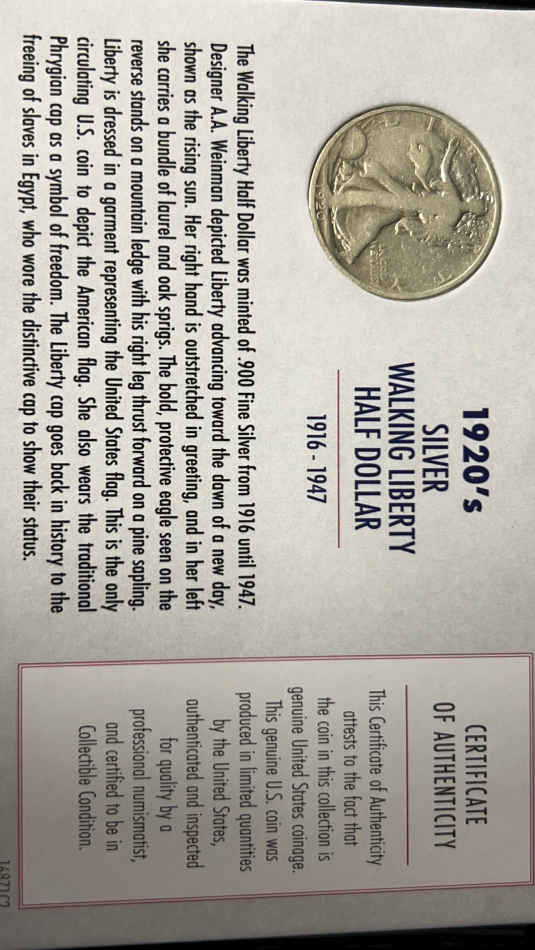 1920's
SILVER
WALKING LIBERTY
HALF DOLLAR
1916 - 1947
The Walking Liberty Half Dollar was minted of .900 Fine Silver from 1916 until 1947.
Designer A.A. Weinman depicted Liberty advancing toward the dawn of a new day,
shown as the rising sun. Her right hand is outstretched in greeting, and in her left
she carries a bundle of laurel and oak sprigs. The bold, protective eagle seen on the
reverse stands on a mountain ledge with his right leg thrust forward on a pine sapling.
Liberty is dressed in a garment representing the United States flag. This is the only
circulating U.S. coin to depict the American flag. She also wears the traditional
Phrygian cap as a symbol of freedom. The Liberty cap goes back in history to the
freeing of slaves in Egypt, who wore the distinctive cap to show their status.
CERTIFICATE
OF AUTHENTICITY
This Certificate of Authenticity
attests to the fact that
the coin in this collection is
genuine United States coinage.
This genuine U.S. coin was
produced in limited quantities
by the United States,
authenticated and inspected
for quality by a
professional numismatist,
and certified to be in
Collectible Condition.
1920